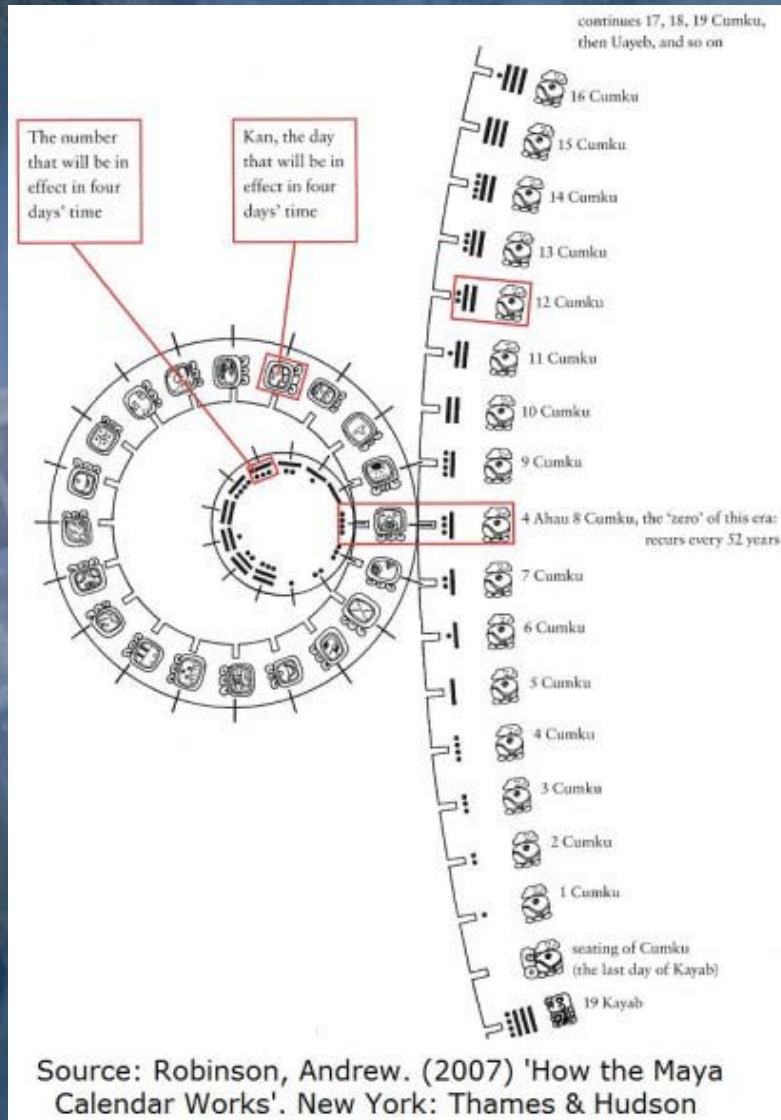 continues 17, 18, 19 Cumku,
then Uayeb, and so on
The number
that will be in
effect in four
days' time
Kan, the day
that will be in
effect in four
days' time
16 Cumku
15 Cumku
14 Cumku
13 Cumku
12 Cumku
11 Cumku
10 Cumku
9 Cumku
4 Ahau 8 Cumku, the 'zero' of this era:
recurs every 52 years
7 Cumku
6 Cumku
5 Cumku
4 Cumku
3 Cumku
2 Cumku
1 Cumku
seating of Cumku
(the last day of Kayab)
19 Kayab
Source: Robinson, Andrew. (2007) 'How the Maya
Calendar Works'. New York: Thames & Hudson